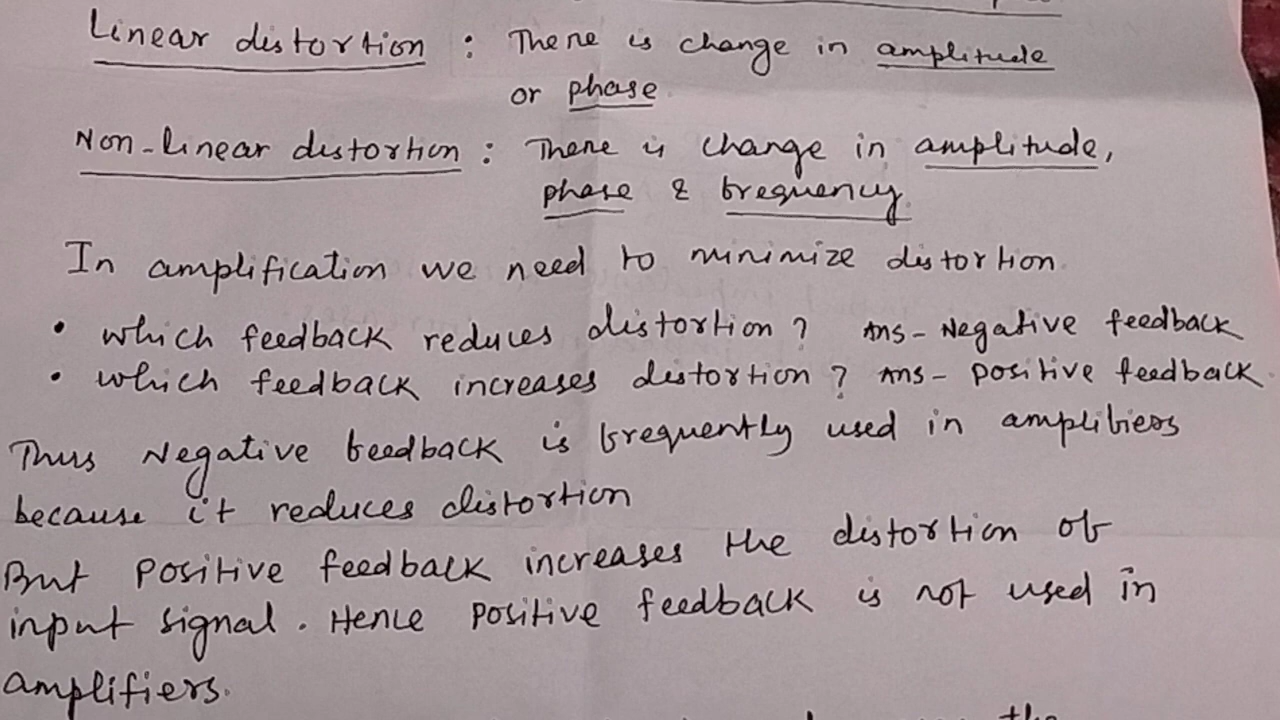 Linear distortion : There is change in amplitude
or phase.
Non-linear distortion : There is change in amplitude,
phase & frequency.
In amplification we need to minimize distortion.
• which feedback reduces distortion ? Ans - Negative feedback
• which feedback increases distortion ? Ans - positive feedback.
Thus Negative feedback is frequently used in amplifiers
because it reduces distortion
But positive feedback increases the distortion of
input signal. Hence positive feedback is not used in
amplifiers.
the